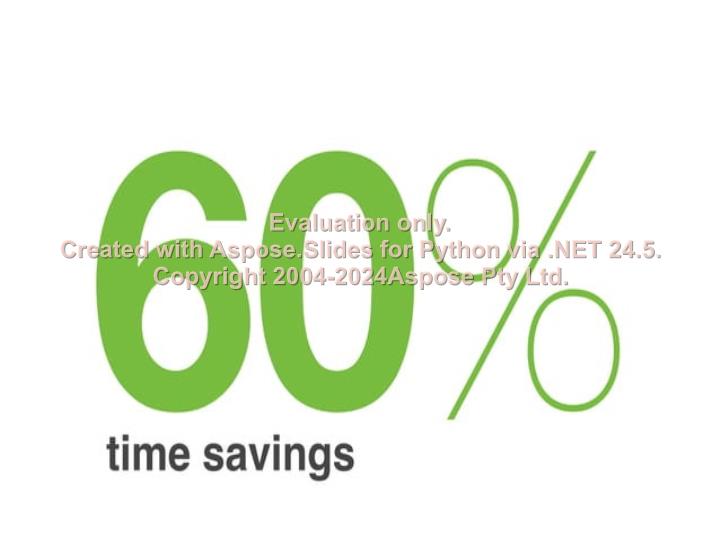 60%
Evaluation only.
Created with Aspose.Slides for Python via .NET 24.5.
Copyright 2004-2024Aspose Pty Ltd.
time savings